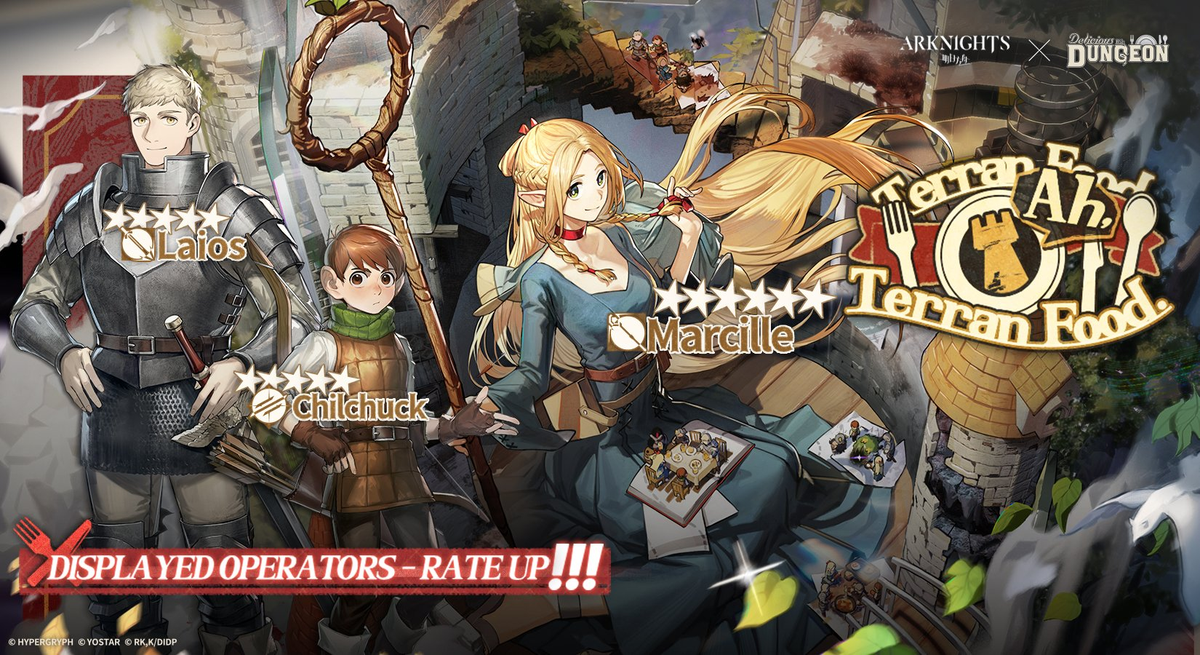 ARKNIGHTS
明日方舟
×
Delicious in
DUNGEON
Terran Food
Ah,
Terran Food.
★★★★★
Laios
★★★★★
Chilchuck
★★★★★★
Marcille
DISPLAYED OPERATORS – RATE UP!!!
© HYPERGRYPH © YOSTAR © RK,K/DIDP